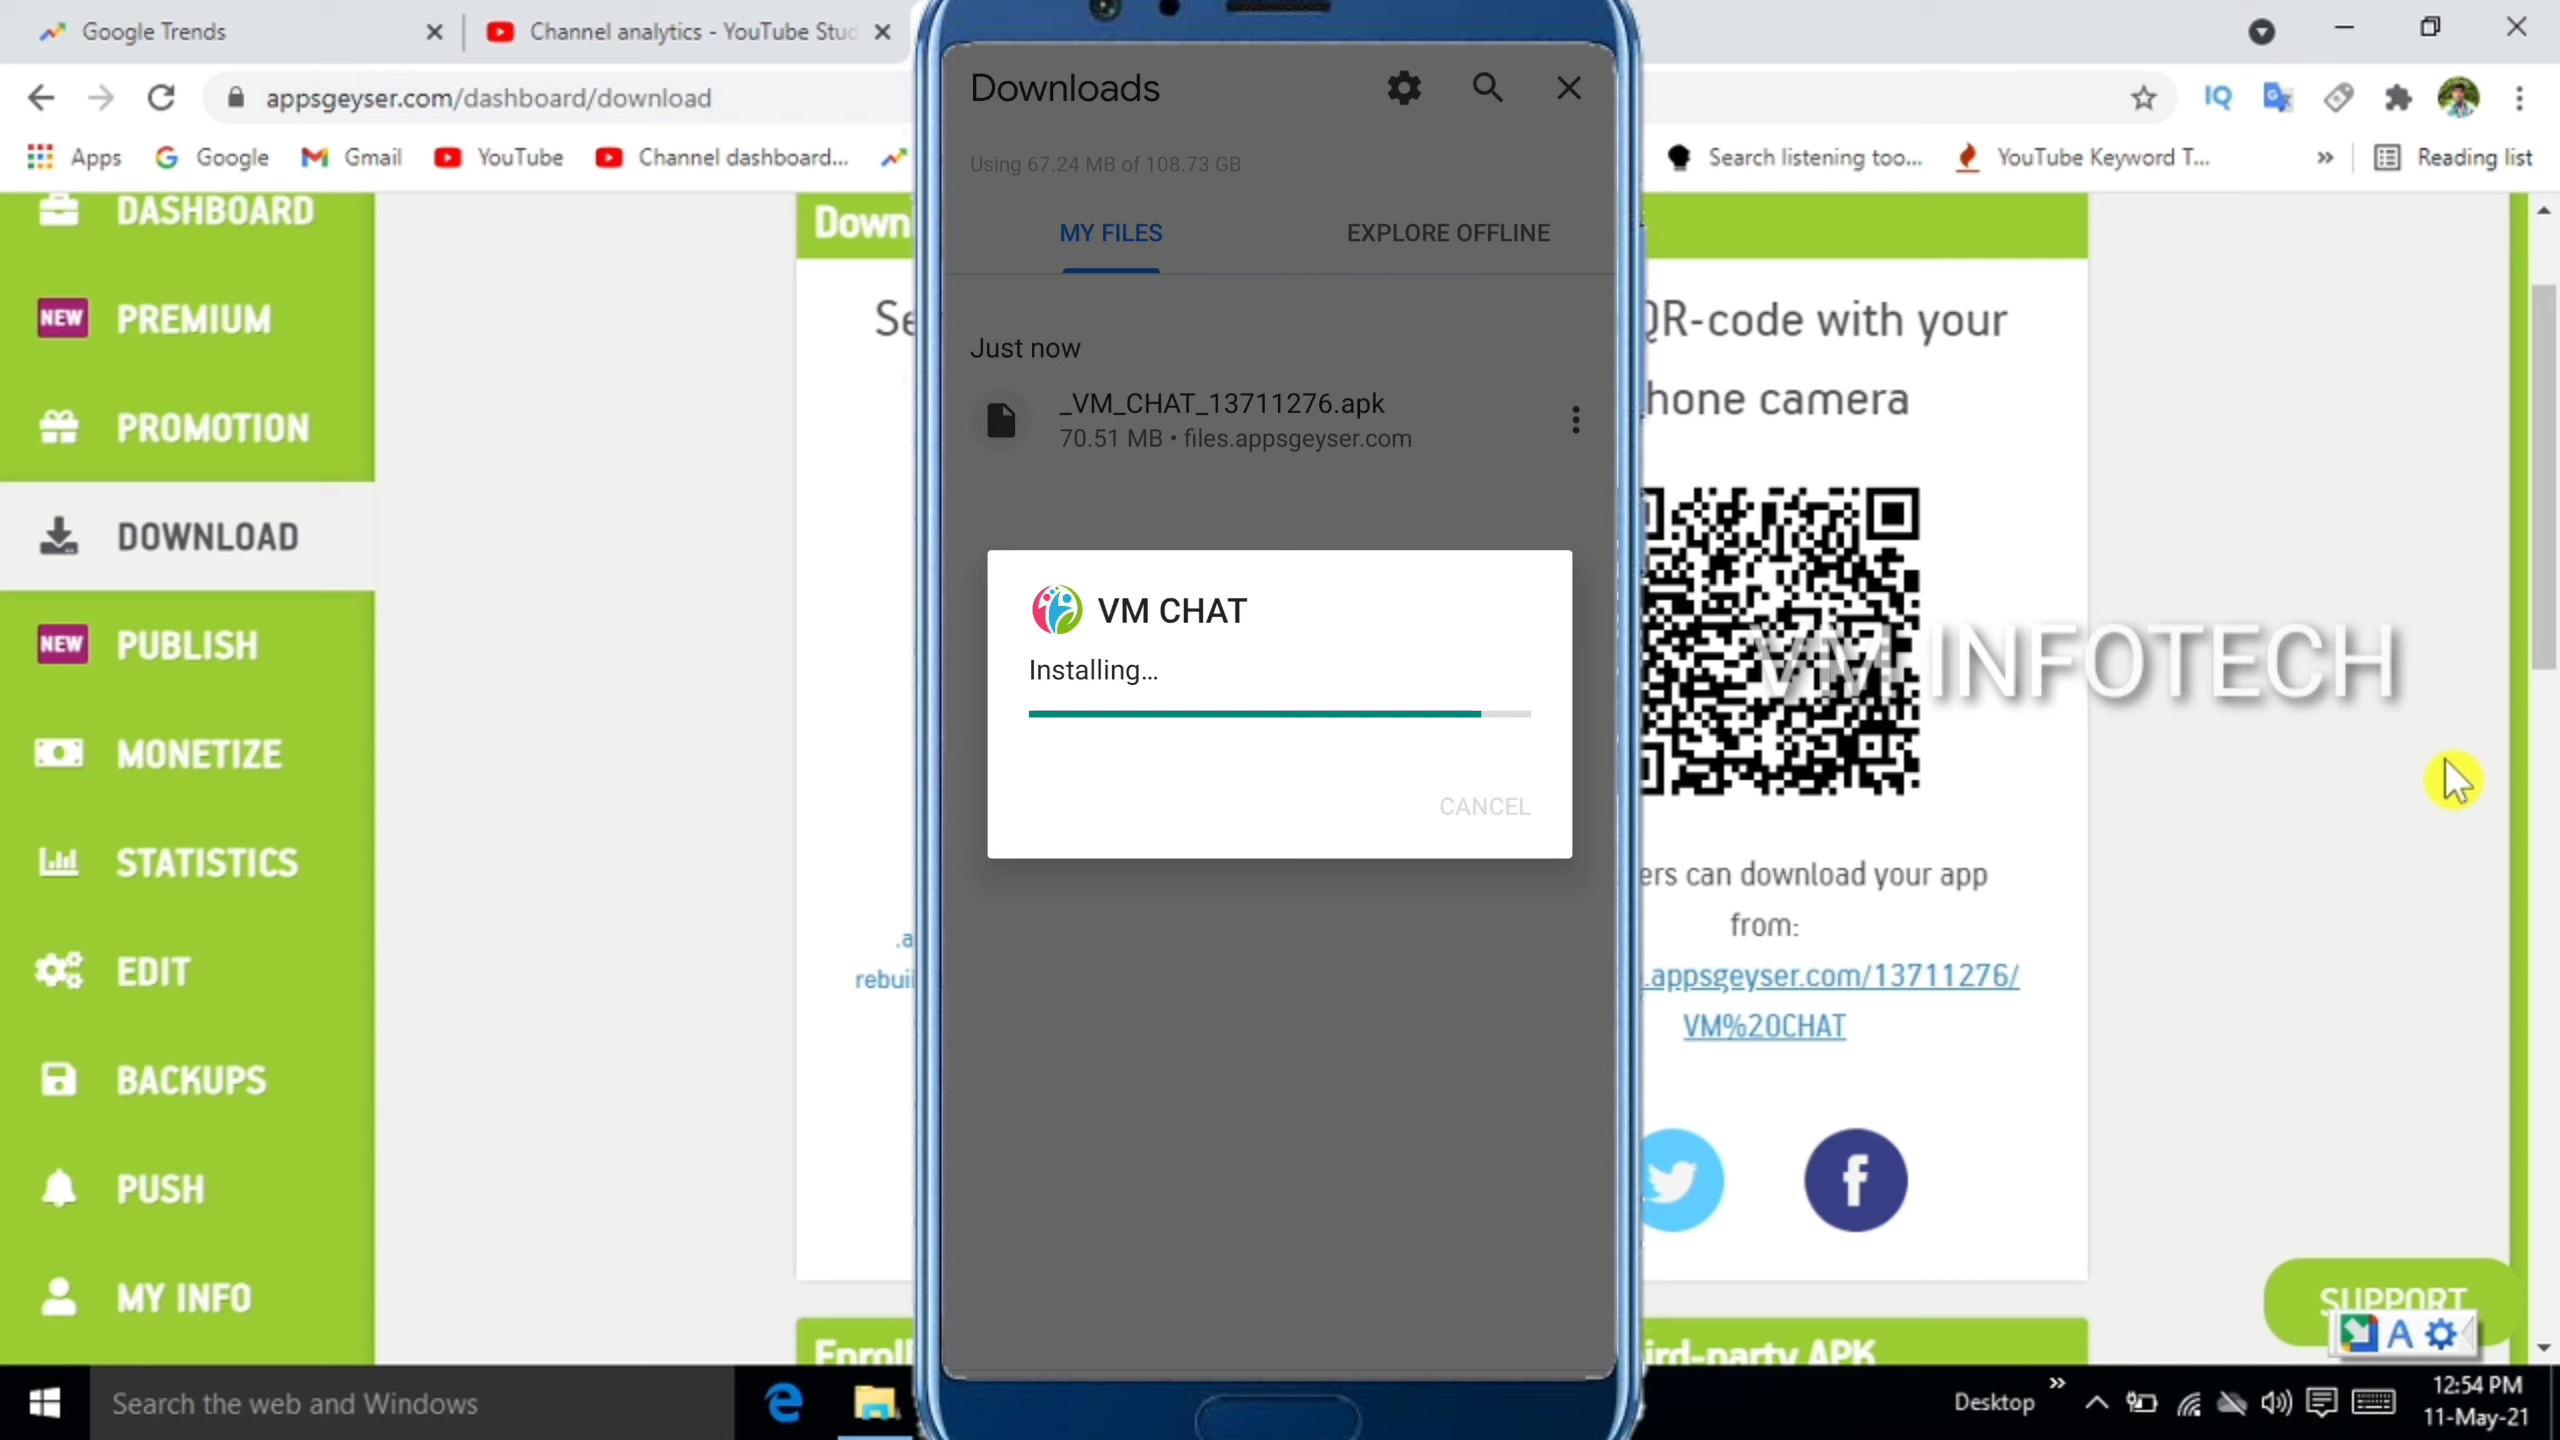 Google Trends
Channel analytics - YouTube Stud
appsgeyser.com/dashboard/download
IQ
Apps
Google
Gmail
YouTube
Channel dashboard...
Search listening too...
YouTube Keyword T...
»
Reading list
DASHBOARD
NEW PREMIUM
PROMOTION
DOWNLOAD
NEW PUBLISH
MONETIZE
STATISTICS
EDIT
BACKUPS
PUSH
MY INFO
Down
Se
QR-code with your
hone camera
ers can download your app
from:
.appsgeyser.com/13711276/
VM%20CHAT
.a
rebuil
Enroll
ird-party APK
SUPPORT
A
VM INFOTECH
Downloads
Using 67.24 MB of 108.73 GB
MY FILES
EXPLORE OFFLINE
Just now
_VM_CHAT_13711276.apk
70.51 MB • files.appsgeyser.com
VM CHAT
Installing...
CANCEL
Search the web and Windows
Desktop
»
12:54 PM
11-May-21